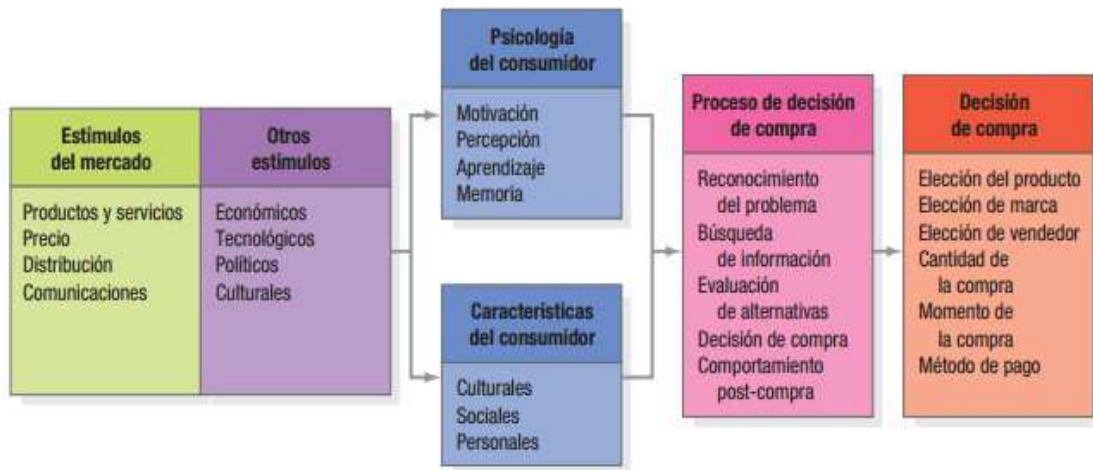 Estímulos
del mercado
Productos y servicios
Precio
Distribución
Comunicaciones
Otros
estímulos
Económicos
Tecnológicos
Políticos
Culturales
Psicología
del consumidor
Motivación
Percepción
Aprendizaje
Memoria
Características
del consumidor
Culturales
Sociales
Personales
Proceso de decisión
de compra
Reconocimiento
del problema
Búsqueda
de información
Evaluación
de alternativas
Decisión de compra
Comportamiento
post-compra
Decisión
de compra
Elección del producto
Elección de marca
Elección de vendedor
Cantidad de
la compra
Momento de
la compra
Método de pago